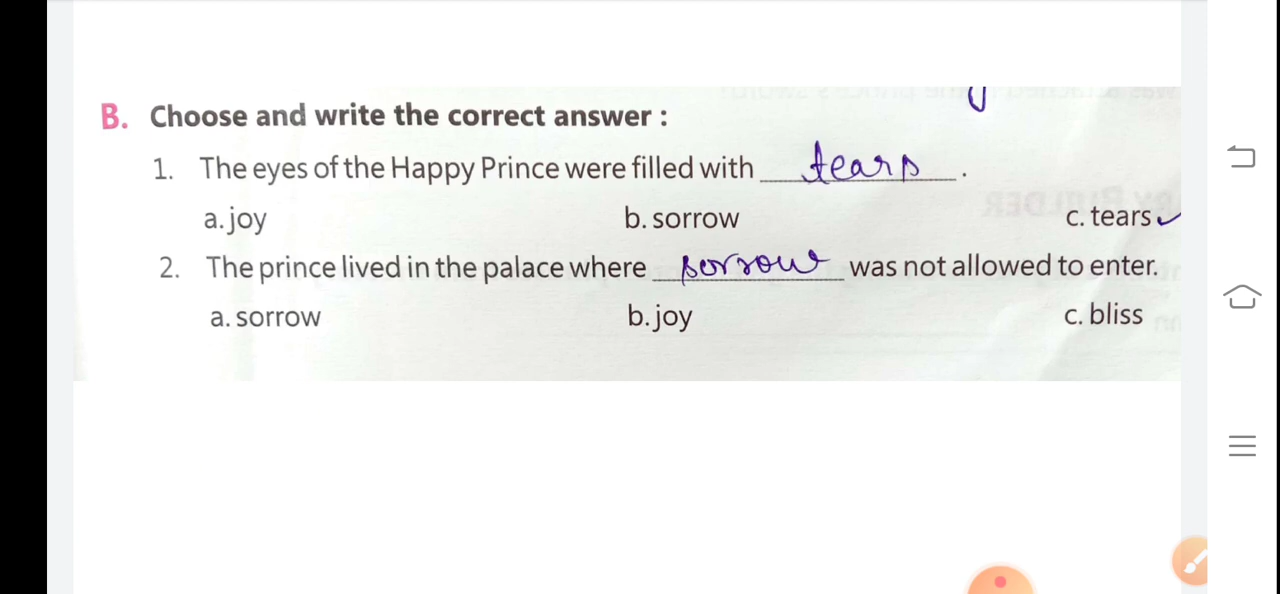 B. Choose and write the correct answer :
1. The eyes of the Happy Prince were filled with tears.
a. joy b. sorrow c. tears ✓
2. The prince lived in the palace where sorrow was not allowed to enter.
a. sorrow b. joy c. bliss